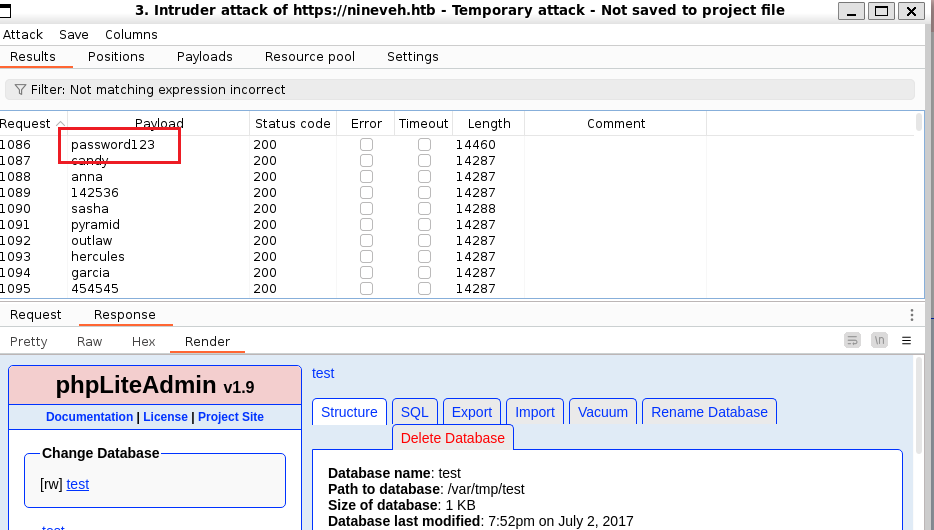 3. Intruder attack of https://nineveh.htb - Temporary attack - Not saved to project file
Attack Save Columns
Results Positions Payloads Resource pool Settings
Filter: Not matching expression incorrect
Request Payload Status code Error Timeout Length Comment
1086 password123 200 14460
1087 candy 200 14287
1088 anna 200 14287
1089 142536 200 14287
1090 sasha 200 14288
1091 pyramid 200 14287
1092 outlaw 200 14287
1093 hercules 200 14287
1094 garcia 200 14287
1095 454545 200 14287
Request Response
Pretty Raw Hex Render \n
phpLiteAdmin v1.9
Documentation | License | Project Site
Change Database
[rw] test
test
test
Structure SQL Export Import Vacuum Rename Database
Delete Database
Database name: test
Path to database: /var/tmp/test
Size of database: 1 KB
Database last modified: 7:52pm on July 2, 2017